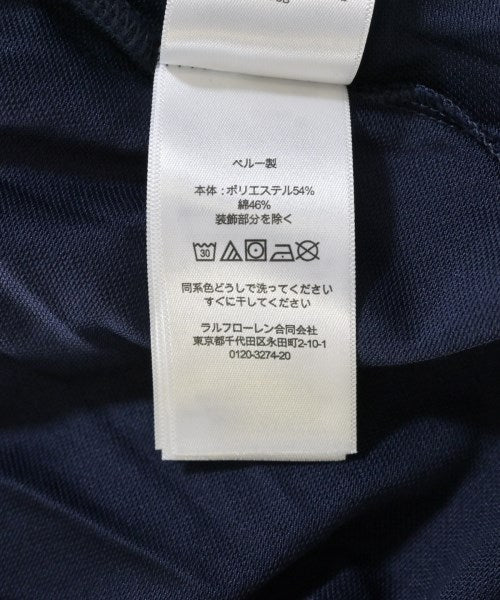 ペルー製
本体 : ポリエステル54%
綿46%
装飾部分を除く
30
同系色どうしで洗ってください
すぐに干してください
ラルフローレン合同会社
東京都千代田区永田町2-10-1
0120-3274-20